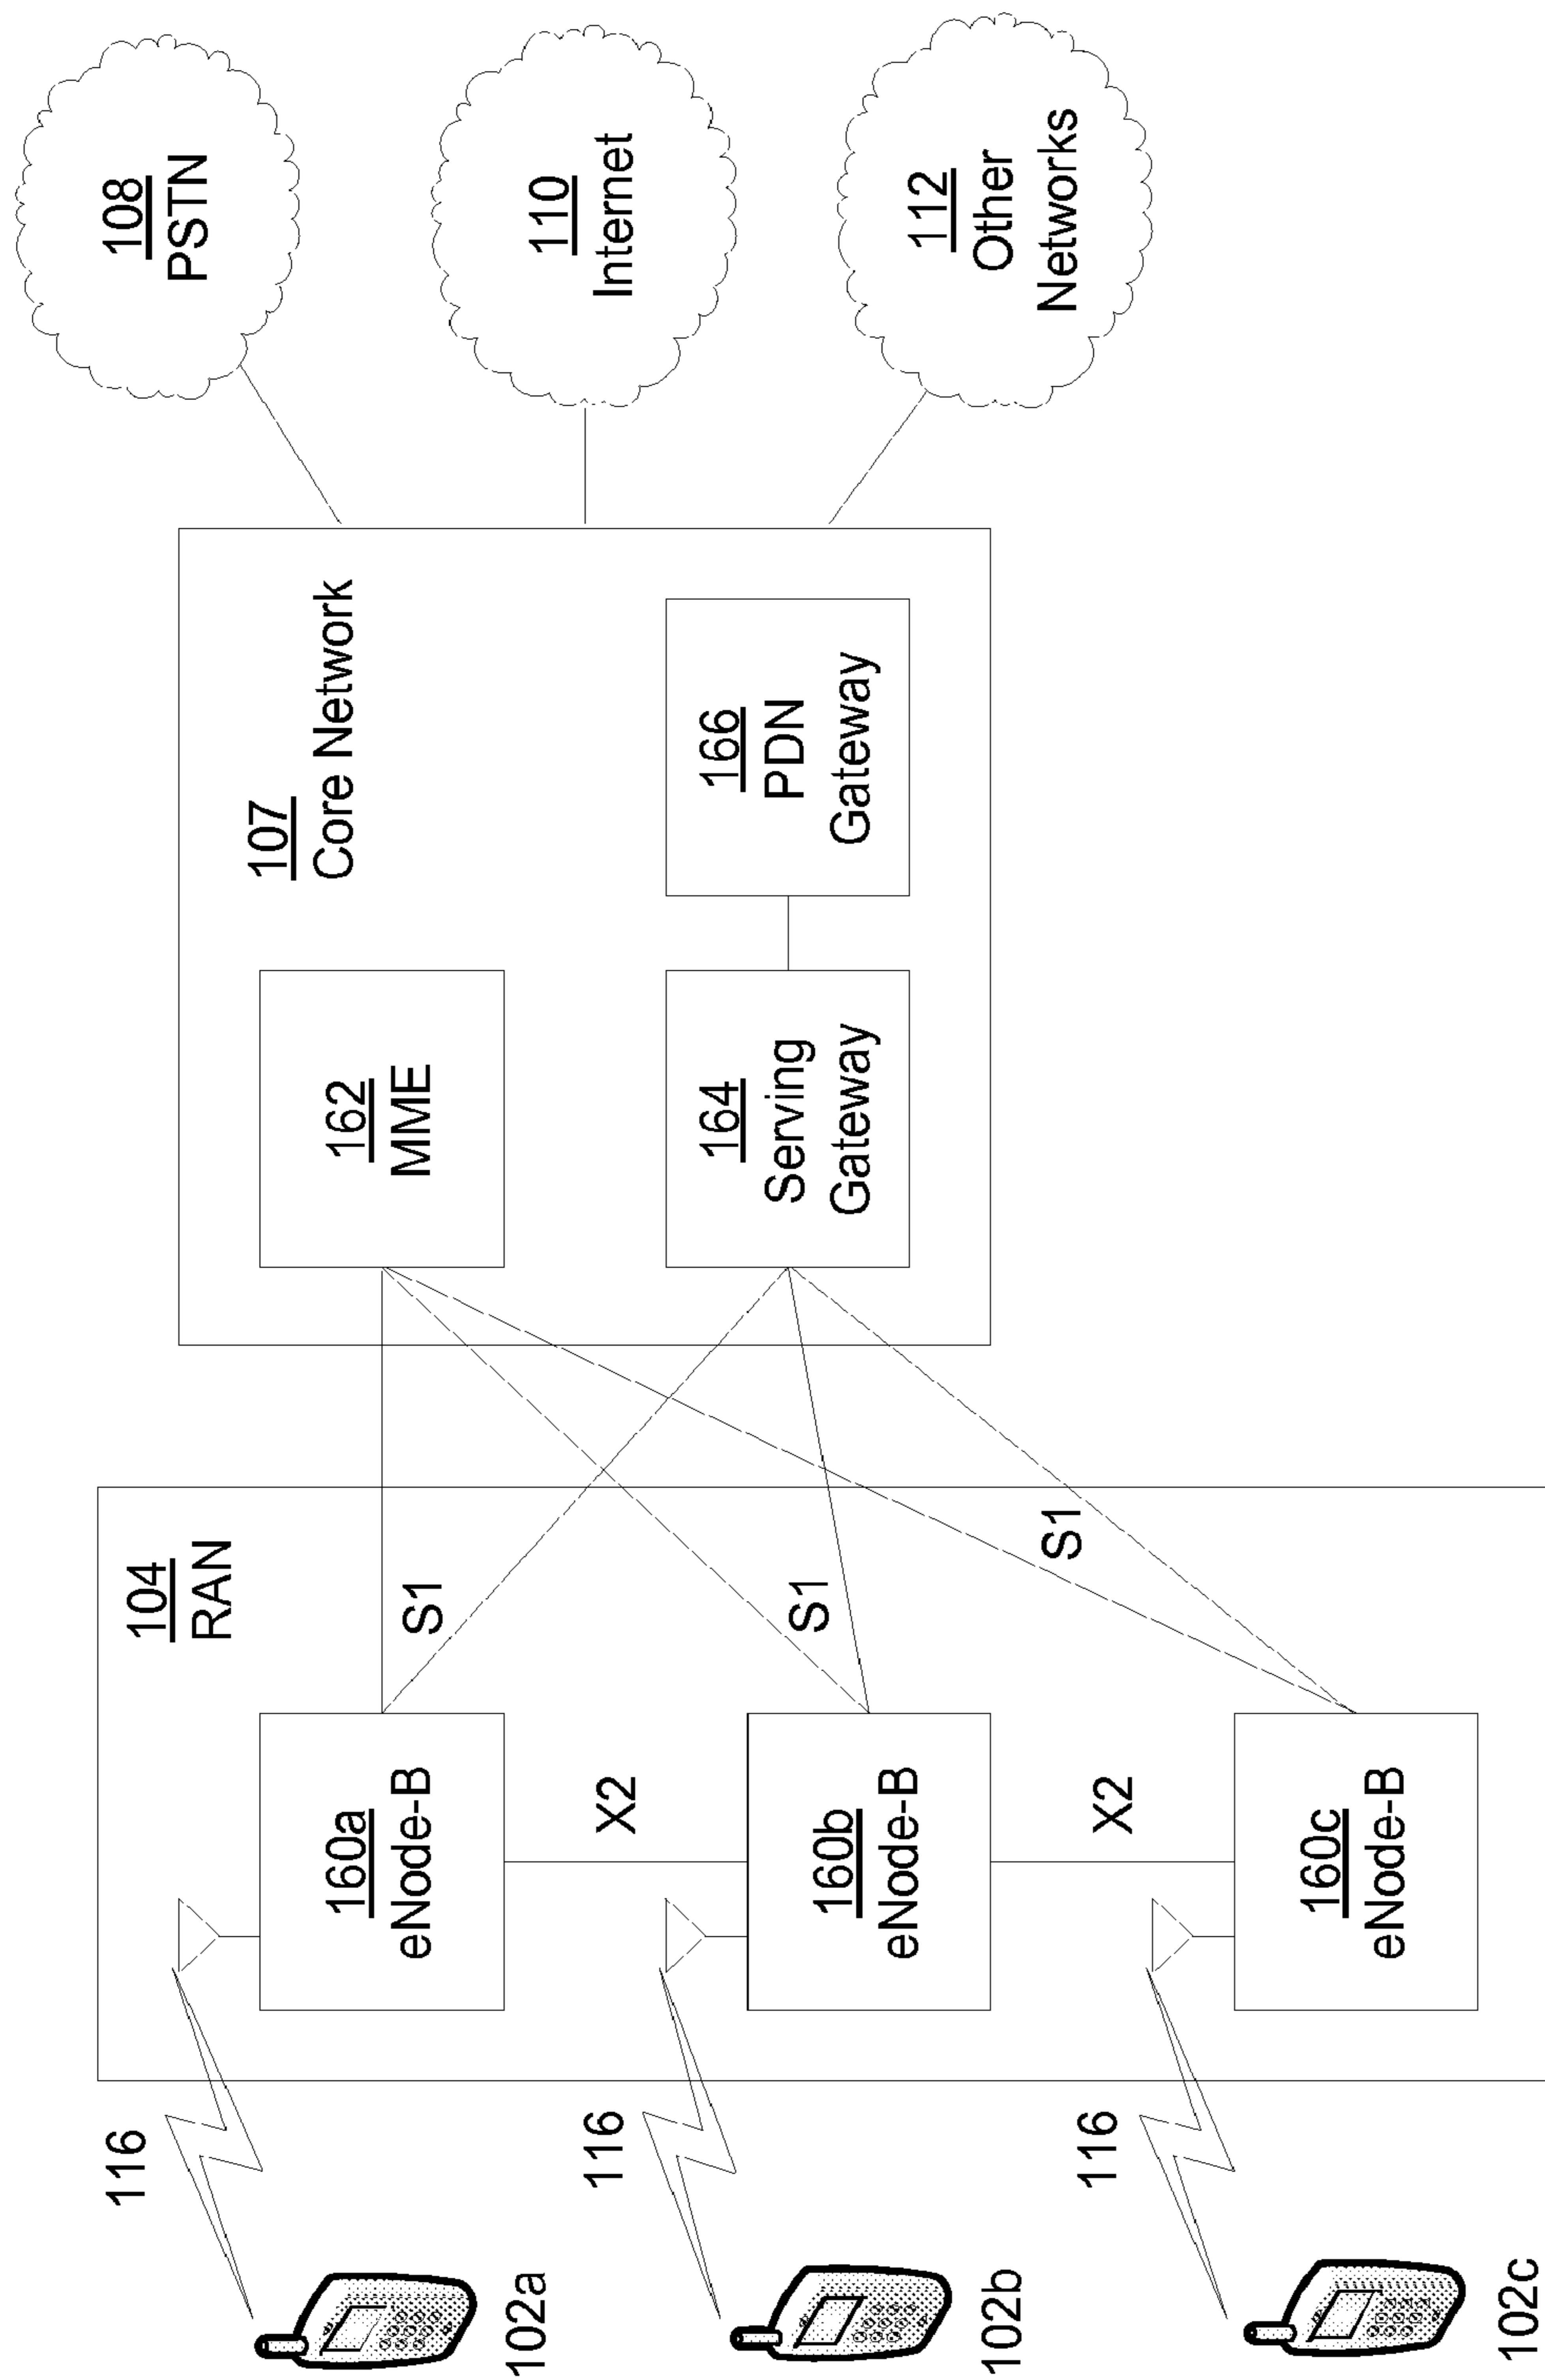 102a
116
160a
eNode-B
104
RAN
S1
X2
102b
116
160b
eNode-B
S1
X2
102c
116
160c
eNode-B
S1
107
Core Network
162
MME
164
Serving
Gateway
166
PDN
Gateway
108
PSTN
110
Internet
112
Other
Networks